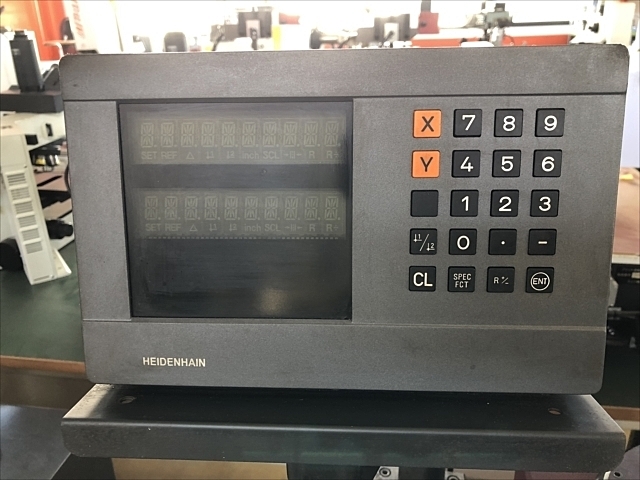 X 7 8 9
SET REF Δ inch SCL R R-
Y 4 5 6
1 2 3
SET REF Δ inch SCL R R-
0 · −
CL SPEC FCT R ENT
HEIDENHAIN